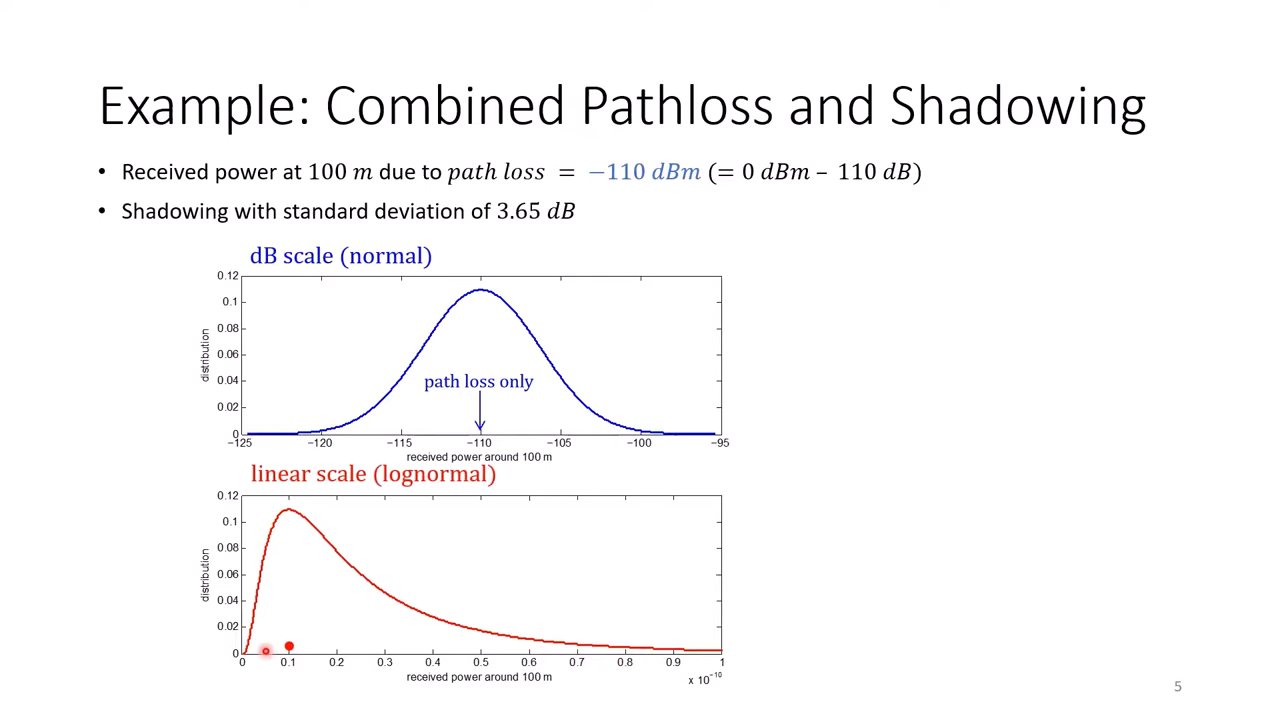 Example: Combined Pathloss and Shadowing
• Received power at 100 m due to path loss = −110 dBm (= 0 dBm – 110 dB)
• Shadowing with standard deviation of 3.65 dB
dB scale (normal)
0.12
0.1
0.08
0.06
0.04
0.02
0
distribution
path loss only
−125 −120 −115 −110 −105 −100 −95
received power around 100 m
linear scale (lognormal)
0.12
0.1
0.08
0.06
0.04
0.02
0
distribution
0 0.1 0.2 0.3 0.4 0.5 0.6 0.7 0.8 0.9 1
received power around 100 m
x 10⁻¹⁰
5